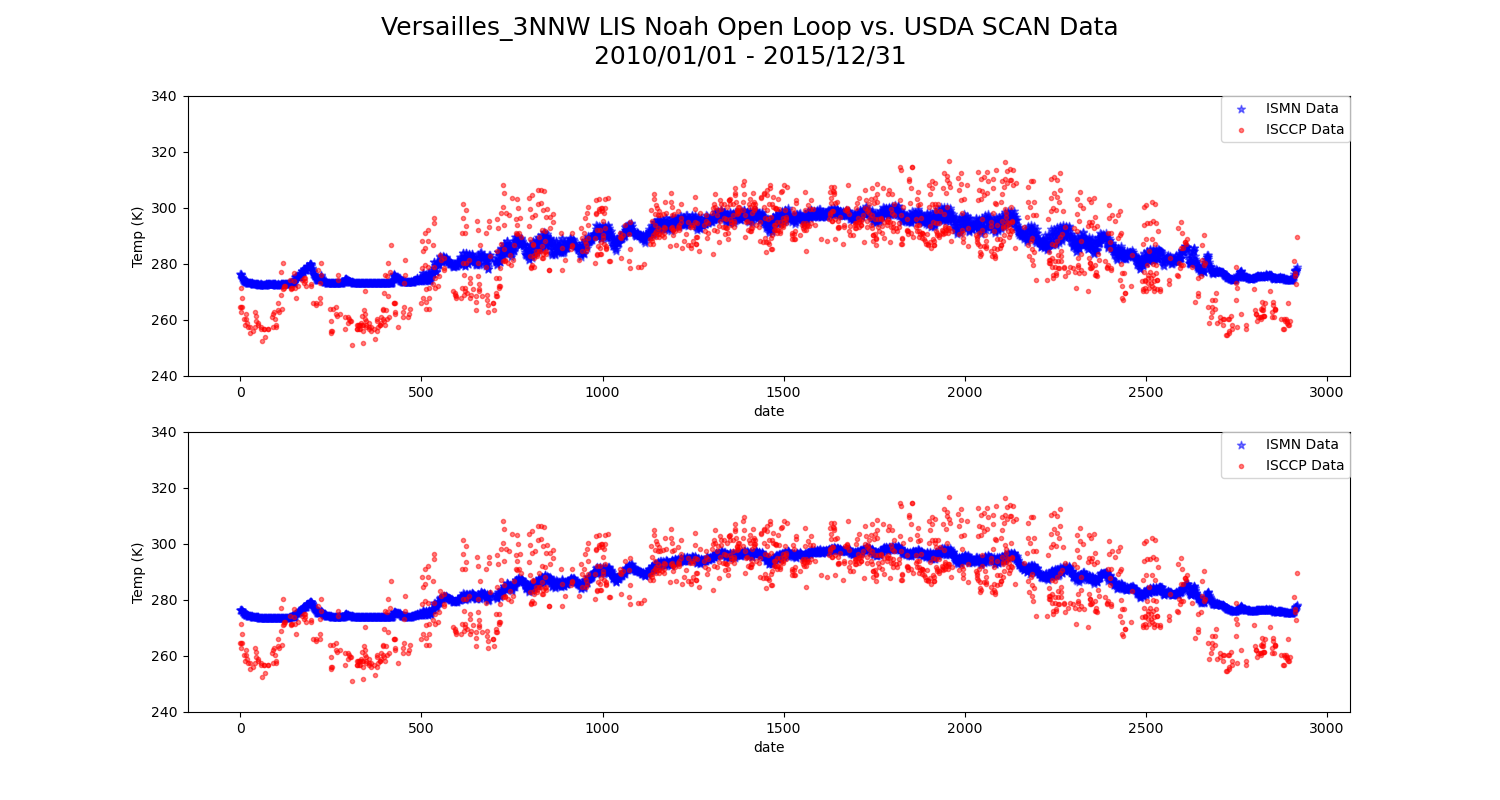 Versailles_3NNW LIS Noah Open Loop vs. USDA SCAN Data
2010/01/01 - 2015/12/31
340
320
300
280
260
240
Temp (K)
ISMN Data
ISCCP Data
0 500 1000 1500 2000 2500 3000
date
340
320
300
280
260
240
Temp (K)
ISMN Data
ISCCP Data
0 500 1000 1500 2000 2500 3000
date